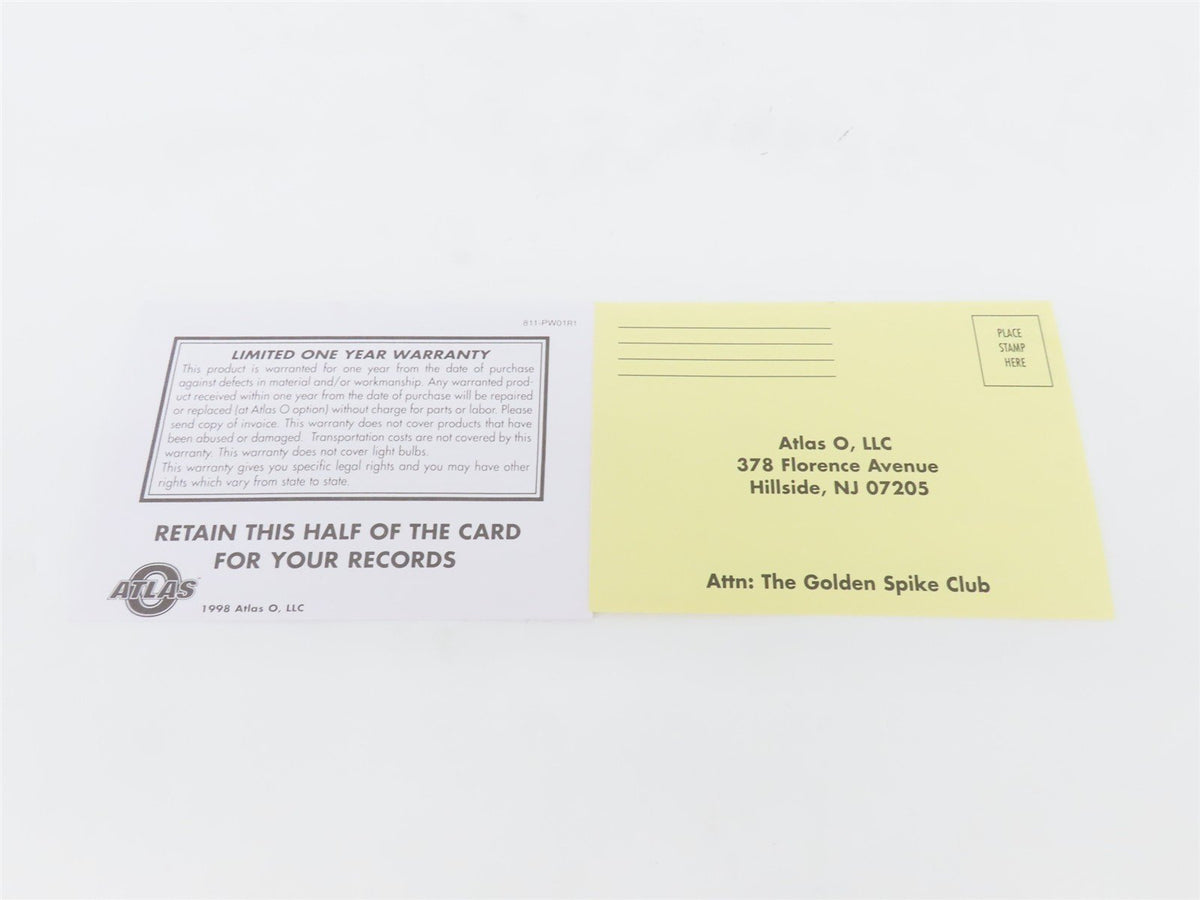 811-PW01R1
LIMITED ONE YEAR WARRANTY
This product is warranted for one year from the date of purchase
against defects in material and/or workmanship. Any warranted prod-
uct received within one year from the date of purchase will be repaired
or replaced (at Atlas O option) without charge for parts or labor. Please
send copy of invoice. This warranty does not cover products that have
been abused or damaged. Transportation costs are not covered by this
warranty. This warranty does not cover light bulbs.
This warranty gives you specific legal rights and you may have other
rights which vary from state to state.
RETAIN THIS HALF OF THE CARD
FOR YOUR RECORDS
ATLAS O ™
1998 Atlas O, LLC
PLACE
STAMP
HERE
Atlas O, LLC
378 Florence Avenue
Hillside, NJ 07205
Attn: The Golden Spike Club